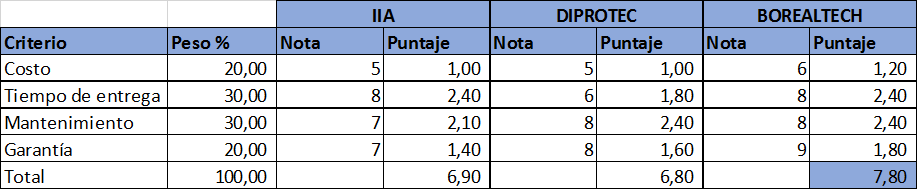 IIA DIPROTEC BOREALTECH
Criterio Peso % Nota Puntaje Nota Puntaje Nota Puntaje
Costo 20,00 5 1,00 5 1,00 6 1,20
Tiempo de entrega 30,00 8 2,40 6 1,80 8 2,40
Mantenimiento 30,00 7 2,10 8 2,40 8 2,40
Garantía 20,00 7 1,40 8 1,60 9 1,80
Total 100,00 6,90 6,80 7,80